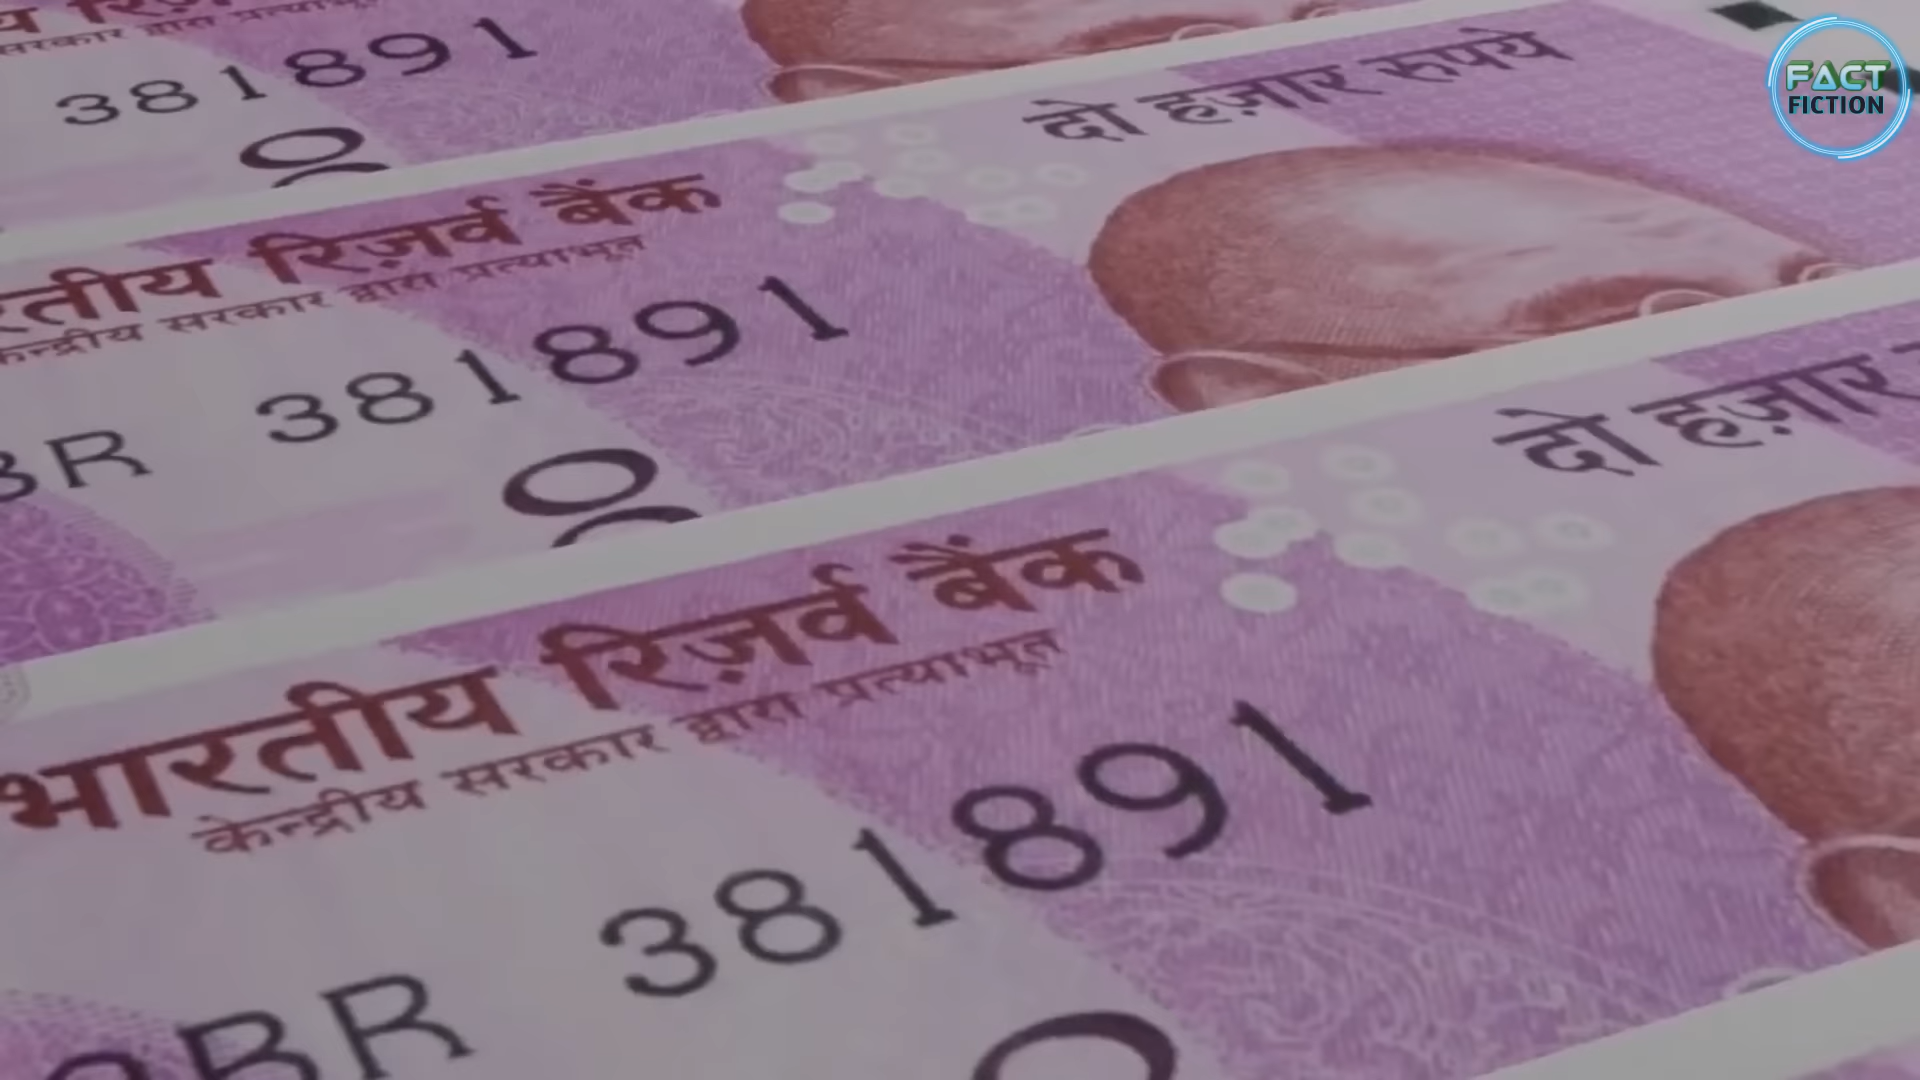 381891
दो हज़ार रुपये
FACT
FICTION
भारतीय रिज़र्व बैंक
केन्द्रीय सरकार द्वारा प्रत्याभूत
BR 381891
दो हज़ार
भारतीय रिज़र्व बैंक
केन्द्रीय सरकार द्वारा प्रत्याभूत
BR 381891